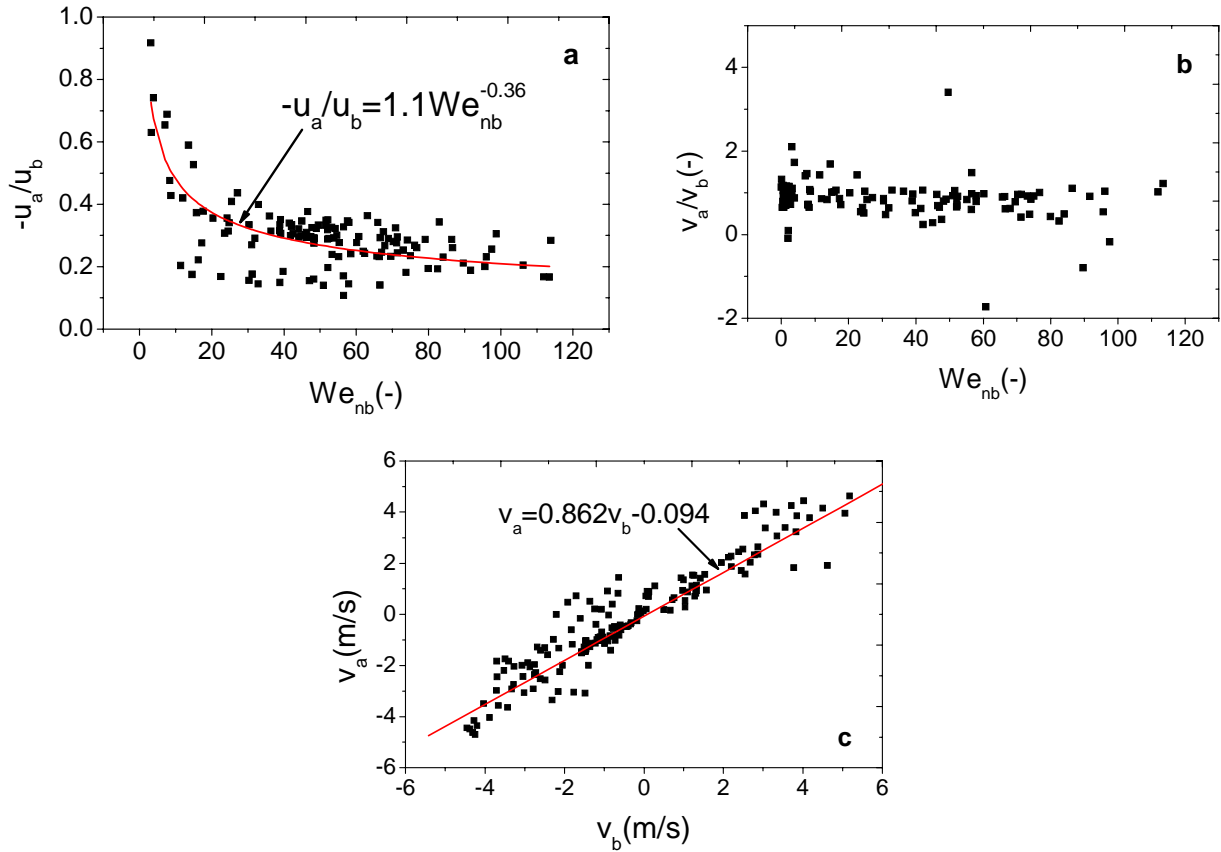 a
-u_a/u_b=1.1We_nb^-0.36
1.0
0.8
0.6
0.4
0.2
0.0
-u_a/u_b
0 20 40 60 80 100 120
We_nb(-)
b
4
2
0
-2
v_a/v_b(-)
0 20 40 60 80 100 120
We_nb(-)
v_a=0.862v_b-0.094
6
4
2
0
-2
-4
-6
v_a(m/s)
c
-6 -4 -2 0 2 4 6
v_b(m/s)